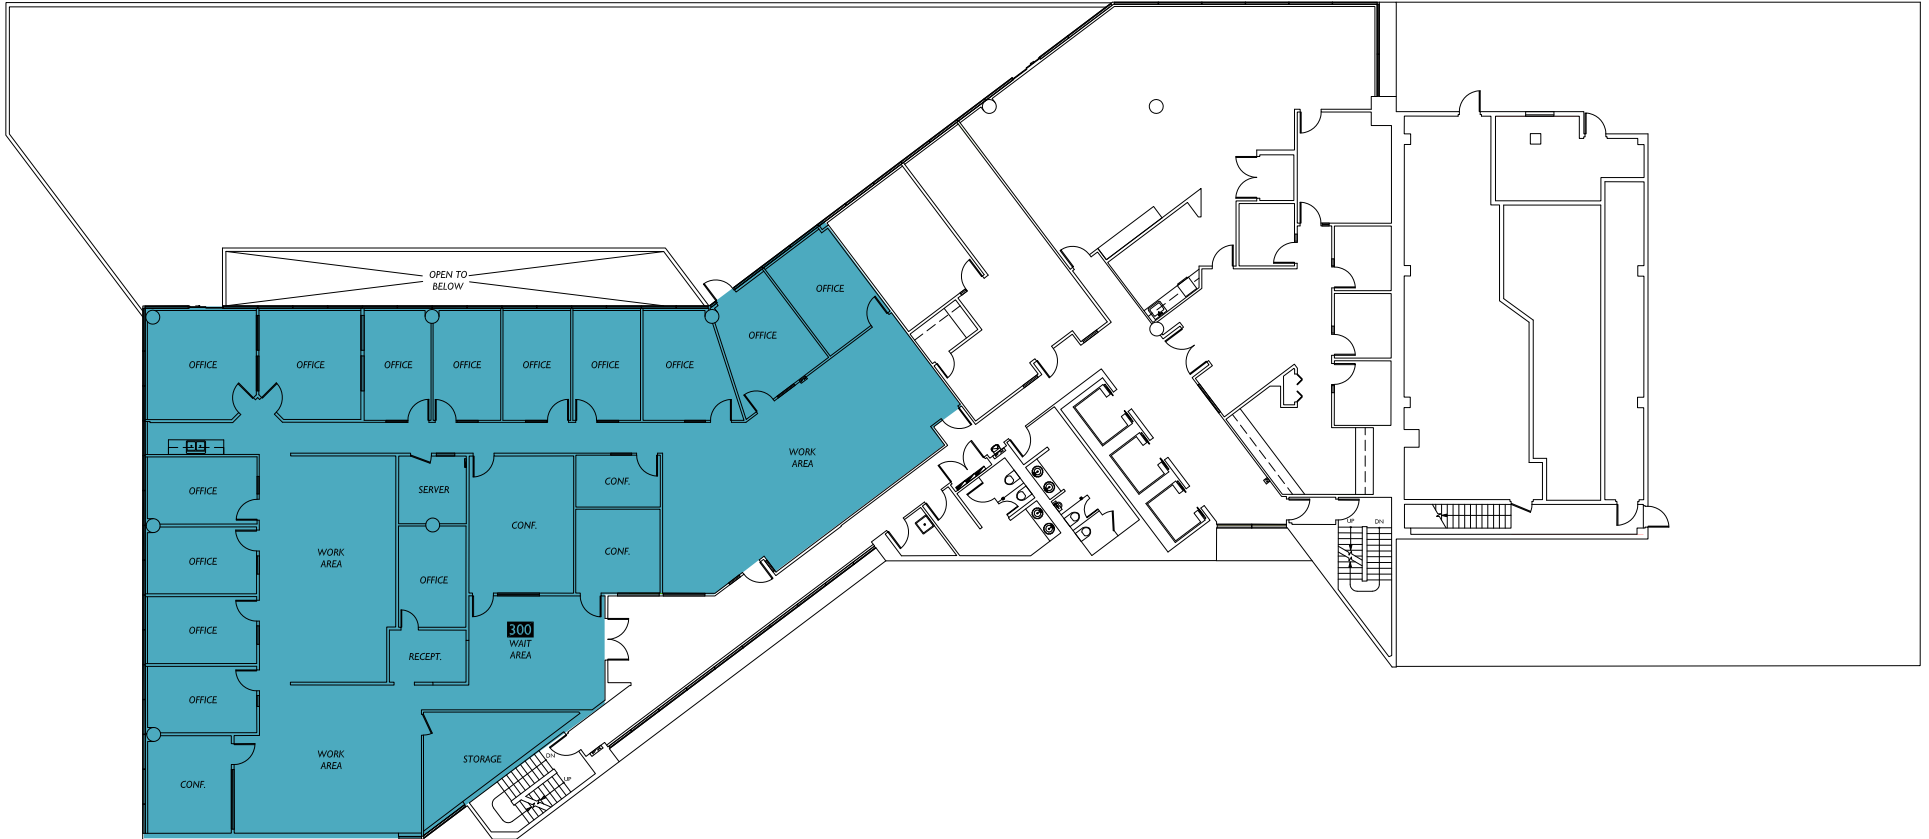 OPEN TO
BELOW
OFFICE
OFFICE
OFFICE
OFFICE
OFFICE
OFFICE
OFFICE
OFFICE
OFFICE
WORK
AREA
OFFICE
SERVER
CONF.
CONF.
CONF.
OFFICE
WORK
AREA
OFFICE
OFFICE
300
WAIT
AREA
RECEPT.
OFFICE
WORK
AREA
STORAGE
CONF.
DN
UP
UP
DN